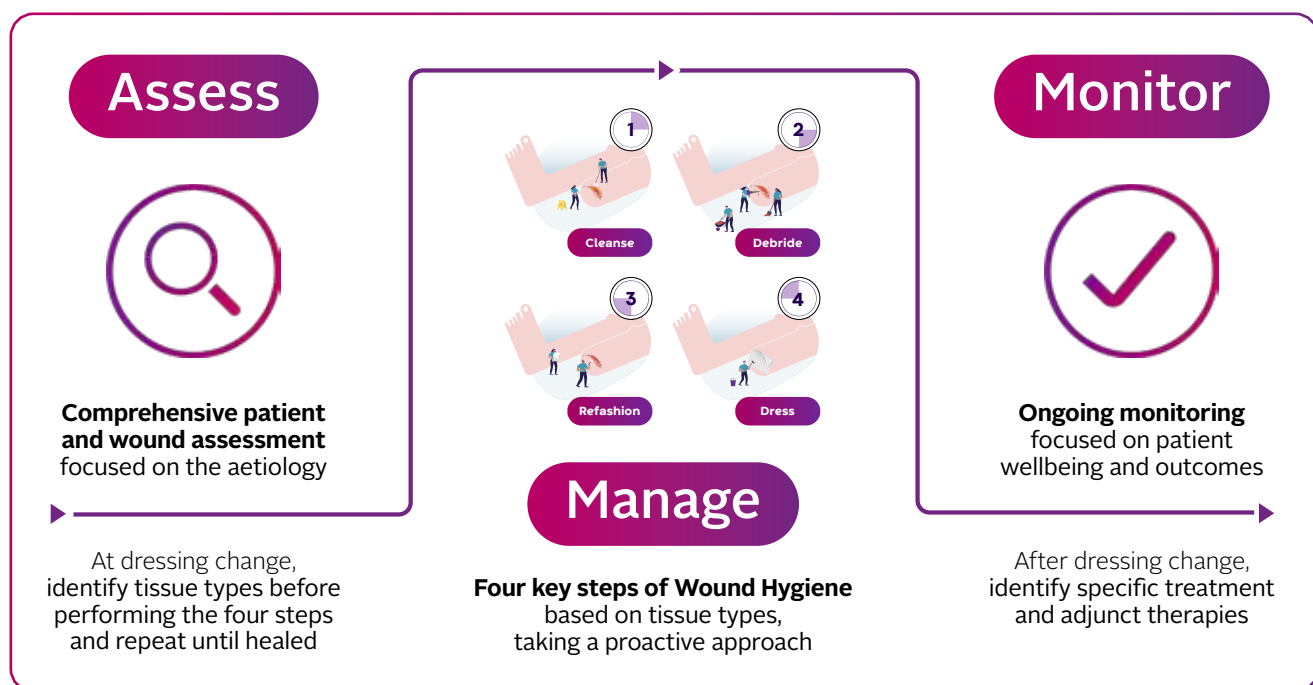 Assess
Comprehensive patient
and wound assessment
focused on the aetiology
At dressing change,
identify tissue types before
performing the four steps
and repeat until healed
1
Cleanse
2
Debride
3
Refashion
4
Dress
Manage
Four key steps of Wound Hygiene
based on tissue types,
taking a proactive approach
Monitor
Ongoing monitoring
focused on patient
wellbeing and outcomes
After dressing change,
identify specific treatment
and adjunct therapies